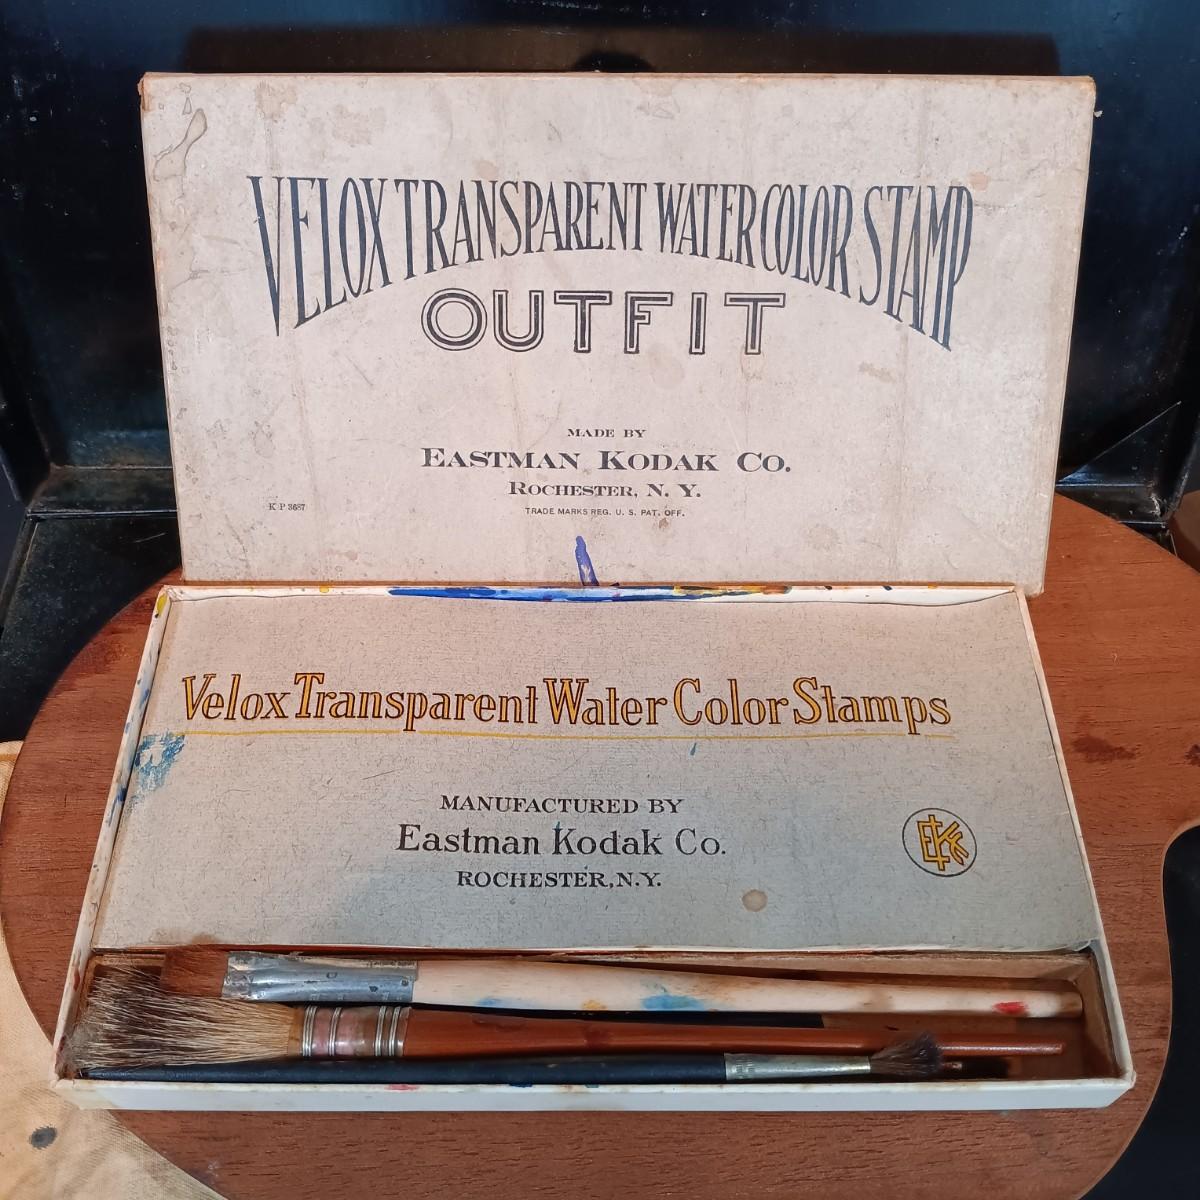 VELOX TRANSPARENT WATER COLOR STAMP
OUTFIT
MADE BY
EASTMAN KODAK CO.
ROCHESTER, N. Y.
TRADE MARKS REG. U. S. PAT. OFF.
K P 3687
Velox Transparent Water Color Stamps
MANUFACTURED BY
Eastman Kodak Co.
ROCHESTER, N.Y.
EKC